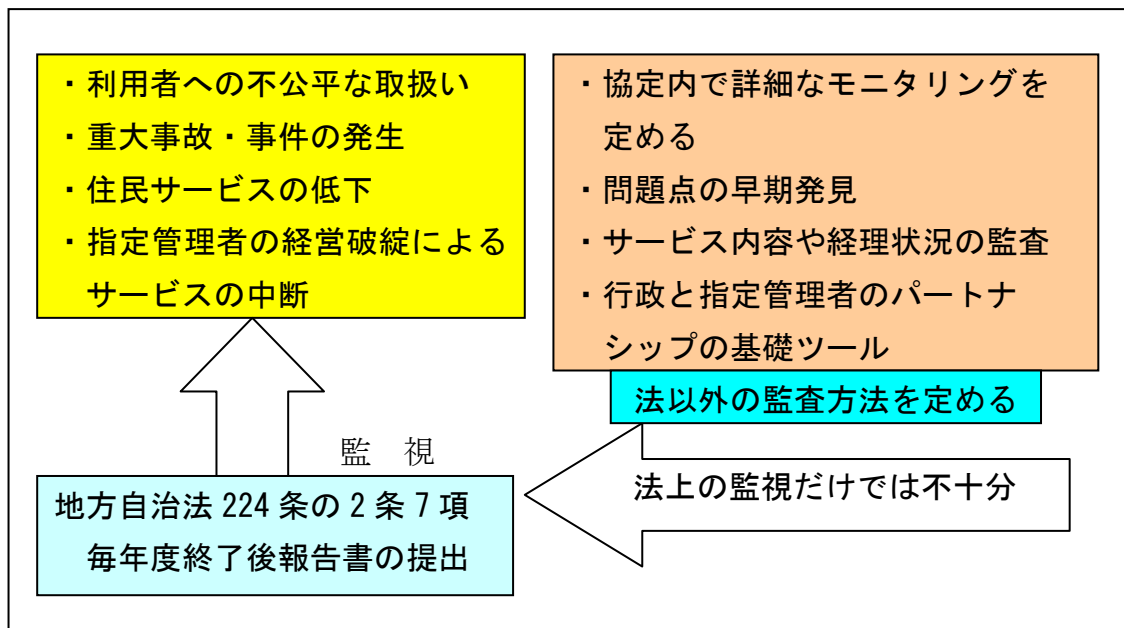 ・利用者への不公平な取扱い
・重大事故・事件の発生
・住民サービスの低下
・指定管理者の経営破綻による
サービスの中断
・協定内で詳細なモニタリングを
定める
・問題点の早期発見
・サービス内容や経理状況の監査
・行政と指定管理者のパートナ
シップの基礎ツール
法以外の監査方法を定める
監　視
法上の監視だけでは不十分
地方自治法 224 条の 2 条 7 項
毎年度終了後報告書の提出